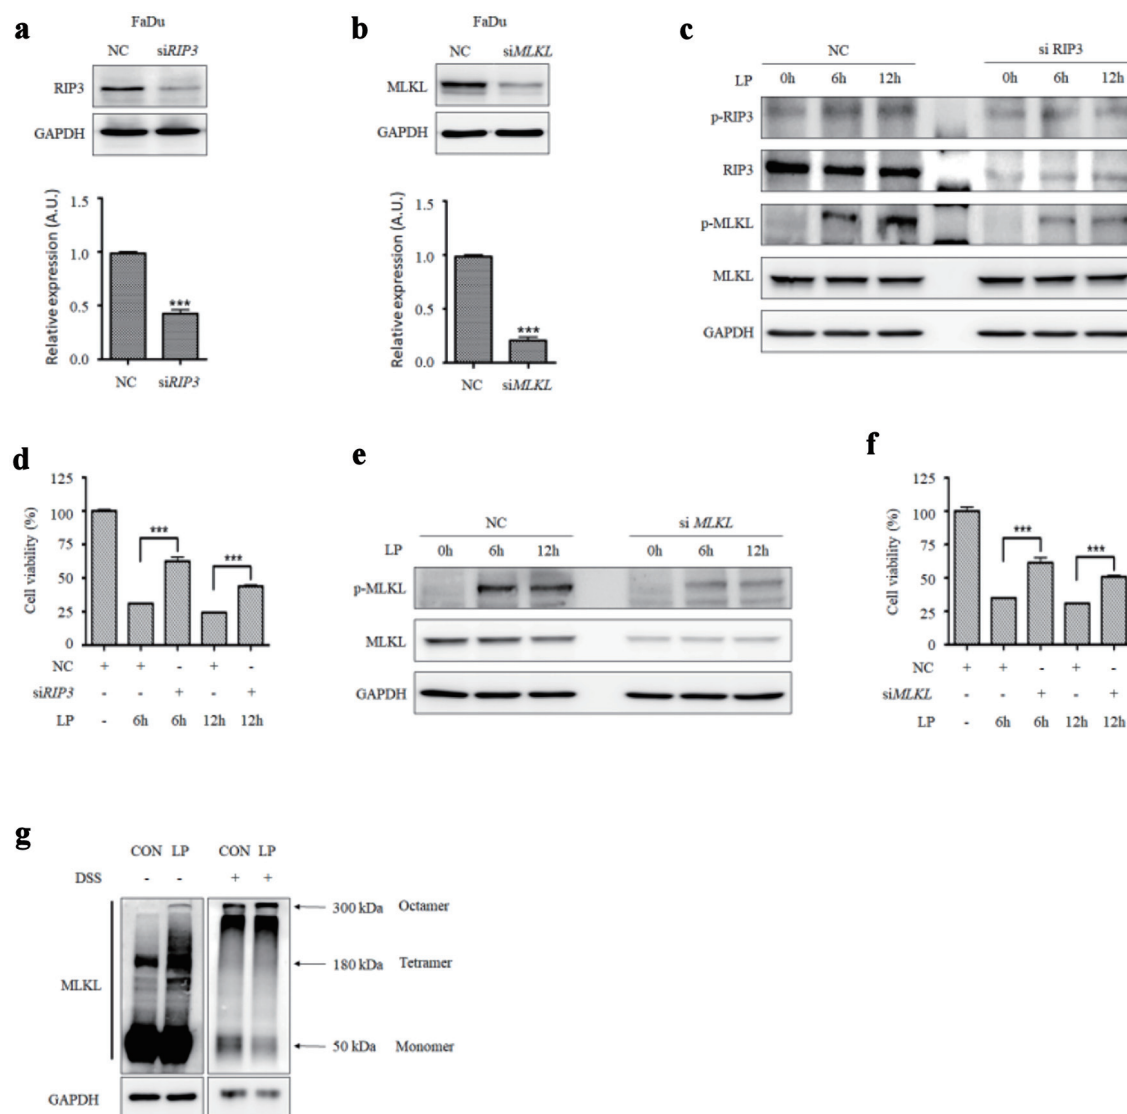 a
FaDu
NC siRIP3
RIP3
GAPDH
Relative expression (A.U.)
1.5
1.0
0.5
0.0
***
NC siRIP3
b
FaDu
NC siMLKL
MLKL
GAPDH
Relative expression (A.U.)
1.5
1.0
0.5
0.0
***
NC siMLKL
c
NC si RIP3
LP 0h 6h 12h 0h 6h 12h
p-RIP3
RIP3
p-MLKL
MLKL
GAPDH
d
Cell viability (%)
125
100
75
50
25
0
*** ***
NC + + - + -
siRIP3 - - + - +
LP - 6h 6h 12h 12h
e
NC si MLKL
LP 0h 6h 12h 0h 6h 12h
p-MLKL
MLKL
GAPDH
f
Cell viability (%)
125
100
75
50
25
0
*** ***
NC + + - + -
siMLKL - - + - +
LP - 6h 6h 12h 12h
g
CON LP CON LP
DSS - - + +
300 kDa Octamer
180 kDa Tetramer
MLKL
50 kDa Monomer
GAPDH